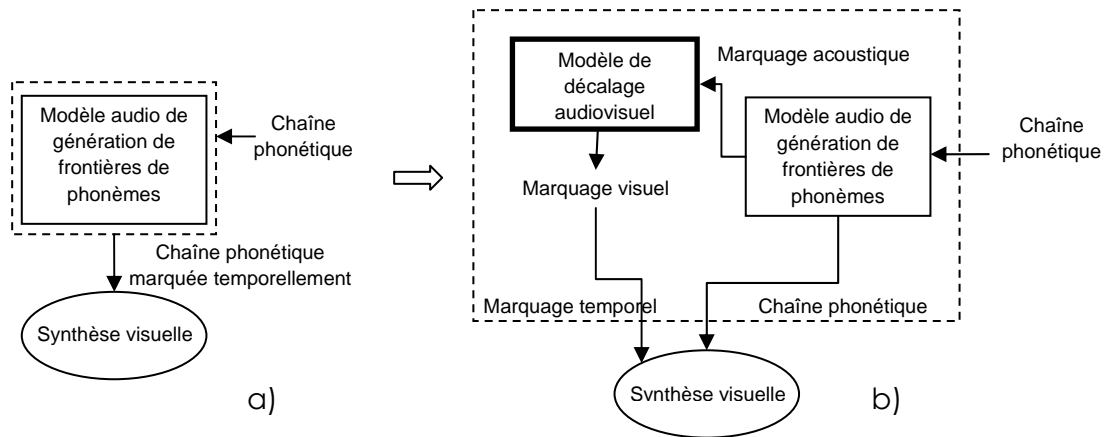 Modèle audio de
génération de
frontières de
phonèmes
Chaîne
phonétique
Chaîne phonétique
marquée temporellement
Synthèse visuelle
a)
Modèle de
décalage
audiovisuel
Marquage acoustique
Modèle audio de
génération de
frontières de
phonèmes
Chaîne
phonétique
Marquage visuel
Marquage temporel
Chaîne phonétique
Synthèse visuelle
b)